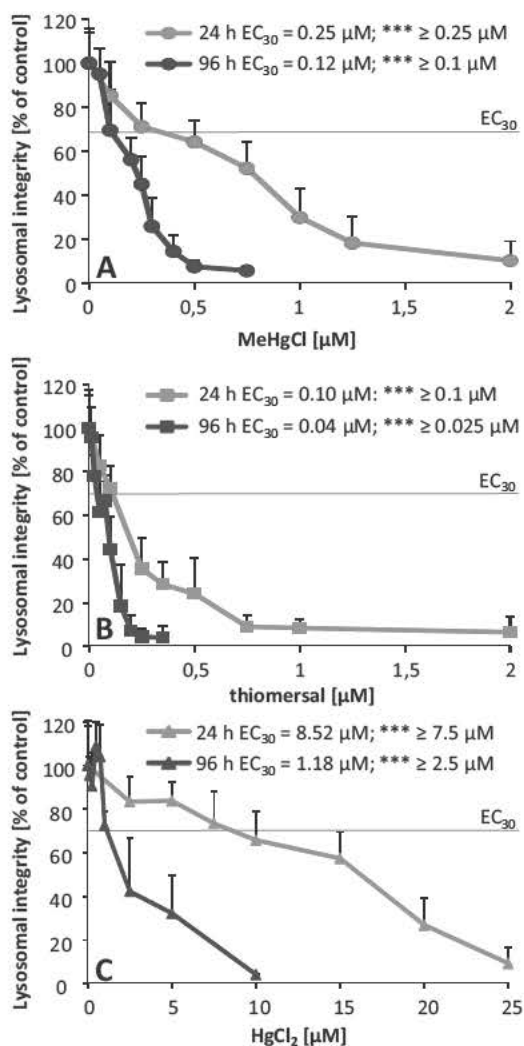 Lysosomal integrity [% of control]
120
100
80
60
40
20
0
24 h EC30 = 0.25 µM; *** ≥ 0.25 µM
96 h EC30 = 0.12 µM; *** ≥ 0.1 µM
EC30
A
0 0,5 1 1,5 2
MeHgCl [µM]
Lysosomal integrity [% of control]
120
100
80
60
40
20
0
24 h EC30 = 0.10 µM: *** ≥ 0.1 µM
96 h EC30 = 0.04 µM; *** ≥ 0.025 µM
EC30
B
0 0,5 1 1,5 2
thiomersal [µM]
Lysosomal integrity [% of control]
120
100
80
60
40
20
0
24 h EC30 = 8.52 µM; *** ≥ 7.5 µM
96 h EC30 = 1.18 µM; *** ≥ 2.5 µM
EC30
C
0 5 10 15 20 25
HgCl2 [µM]